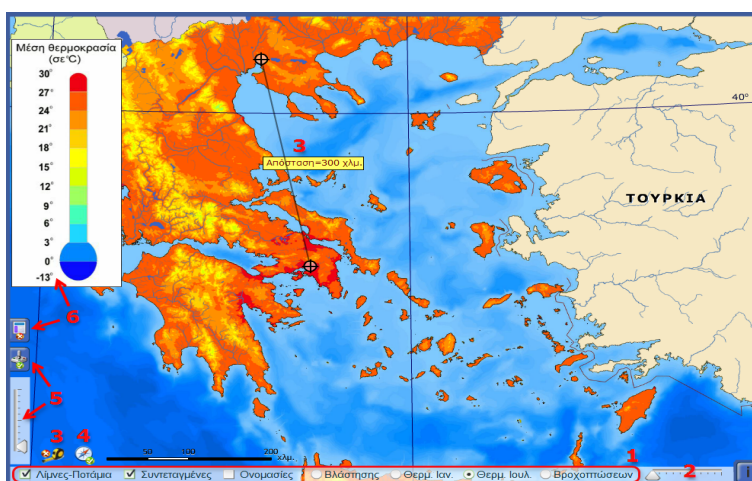 Μέση θερμοκρασία
(σε°C)
30°
27°
24°
21°
18°
15°
12°
9°
6°
3°
0°
-13°
40°
3
Απόσταση=300 χλμ.
ΤΟΥΡΚΙΑ
6
5
3 4
50 100 200
χλμ.
1
2
Λίμνες-Ποτάμια Συντεταγμένες Ονομασίες Βλάστησης Θερμ. Ιαν. Θερμ. Ιουλ. Βροχοπτώσεων
i